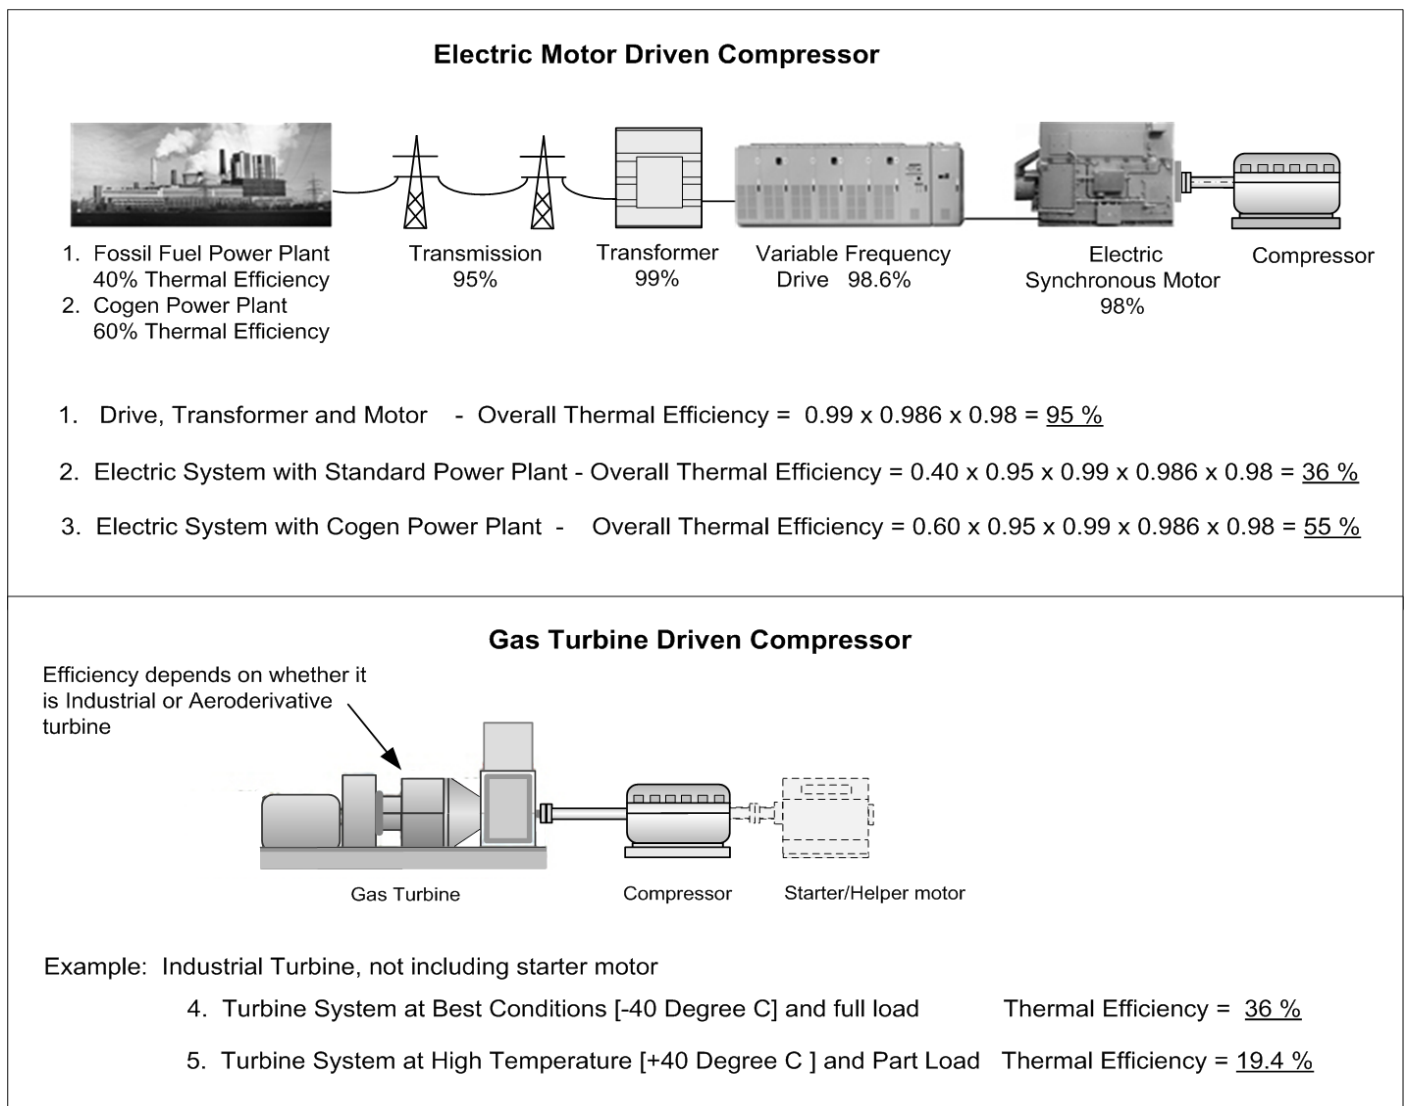 Electric Motor Driven Compressor
1. Fossil Fuel Power Plant
40% Thermal Efficiency
2. Cogen Power Plant
60% Thermal Efficiency
Transmission
95%
Transformer
99%
Variable Frequency
Drive 98.6%
Electric
Synchronous Motor
98%
Compressor
1. Drive, Transformer and Motor - Overall Thermal Efficiency = 0.99 x 0.986 x 0.98 = 95 %
2. Electric System with Standard Power Plant - Overall Thermal Efficiency = 0.40 x 0.95 x 0.99 x 0.986 x 0.98 = 36 %
3. Electric System with Cogen Power Plant - Overall Thermal Efficiency = 0.60 x 0.95 x 0.99 x 0.986 x 0.98 = 55 %
Gas Turbine Driven Compressor
Efficiency depends on whether it
is Industrial or Aeroderivative
turbine
Gas Turbine
Compressor
Starter/Helper motor
Example: Industrial Turbine, not including starter motor
4. Turbine System at Best Conditions [-40 Degree C] and full load Thermal Efficiency = 36 %
5. Turbine System at High Temperature [+40 Degree C ] and Part Load Thermal Efficiency = 19.4 %